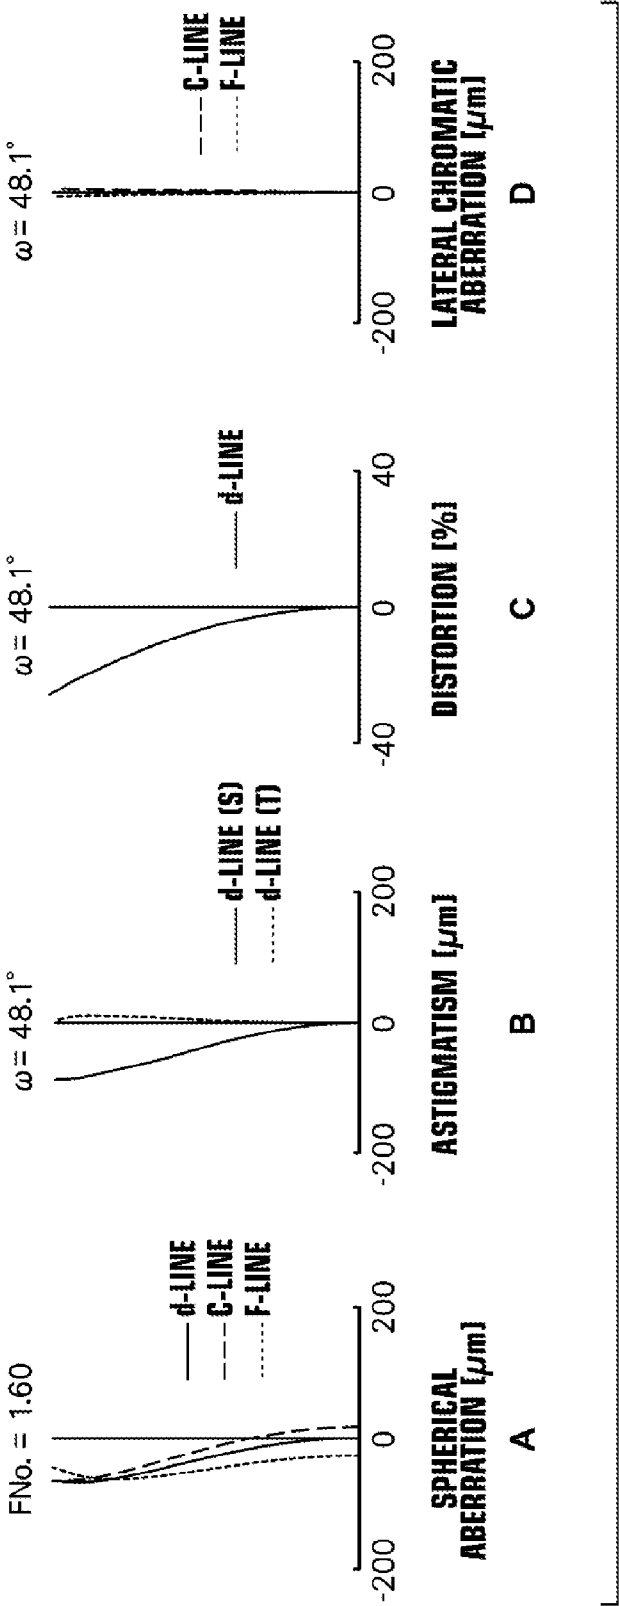 FNo. = 1.60
d-LINE
C-LINE
F-LINE
-200 0 200
SPHERICAL
ABERRATION [μm]
A
ω= 48.1°
d-LINE (S)
d-LINE (T)
-200 0 200
ASTIGMATISM [μm]
B
ω= 48.1°
d-LINE
-40 0 40
DISTORTION [%]
C
ω= 48.1°
C-LINE
F-LINE
-200 0 200
LATERAL CHROMATIC
ABERRATION [μm]
D